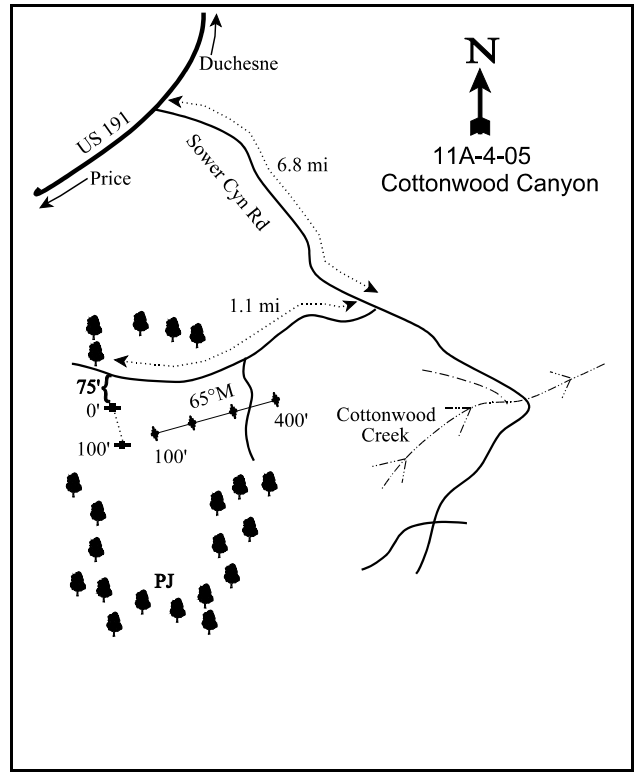 Duchesne
N
US 191
11A-4-05
Cottonwood Canyon
6.8 mi
Price
Sower Cyn Rd
1.1 mi
75'
0'
65°M
400'
Cottonwood
Creek
100'
100'
PJ